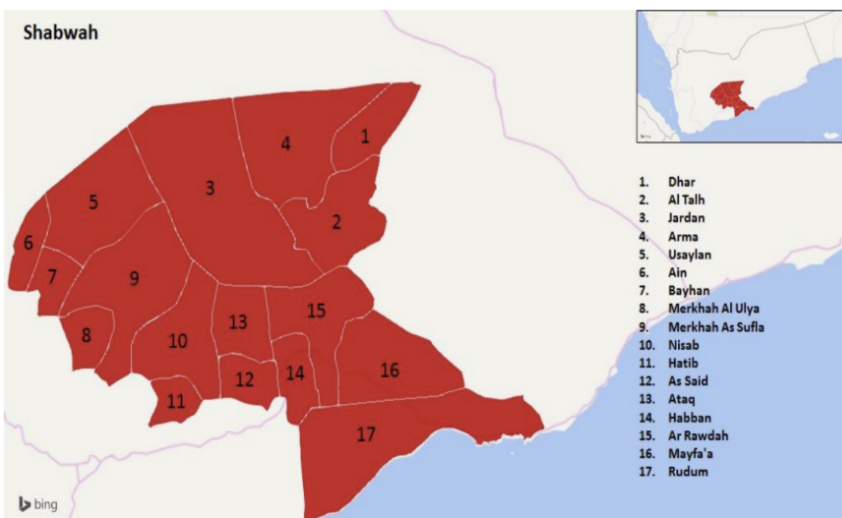 Shabwah
1
4
3
2
5
6
7
9
8
10
13
15
12
14
16
11
17
1. Dhar
2. Al Talh
3. Jardan
4. Arma
5. Usaylan
6. Ain
7. Bayhan
8. Merkhah Al Ulya
9. Merkhah As Sufla
10. Nisab
11. Hatib
12. As Said
13. Ataq
14. Habban
15. Ar Rawdah
16. Mayfa'a
17. Rudum
bing